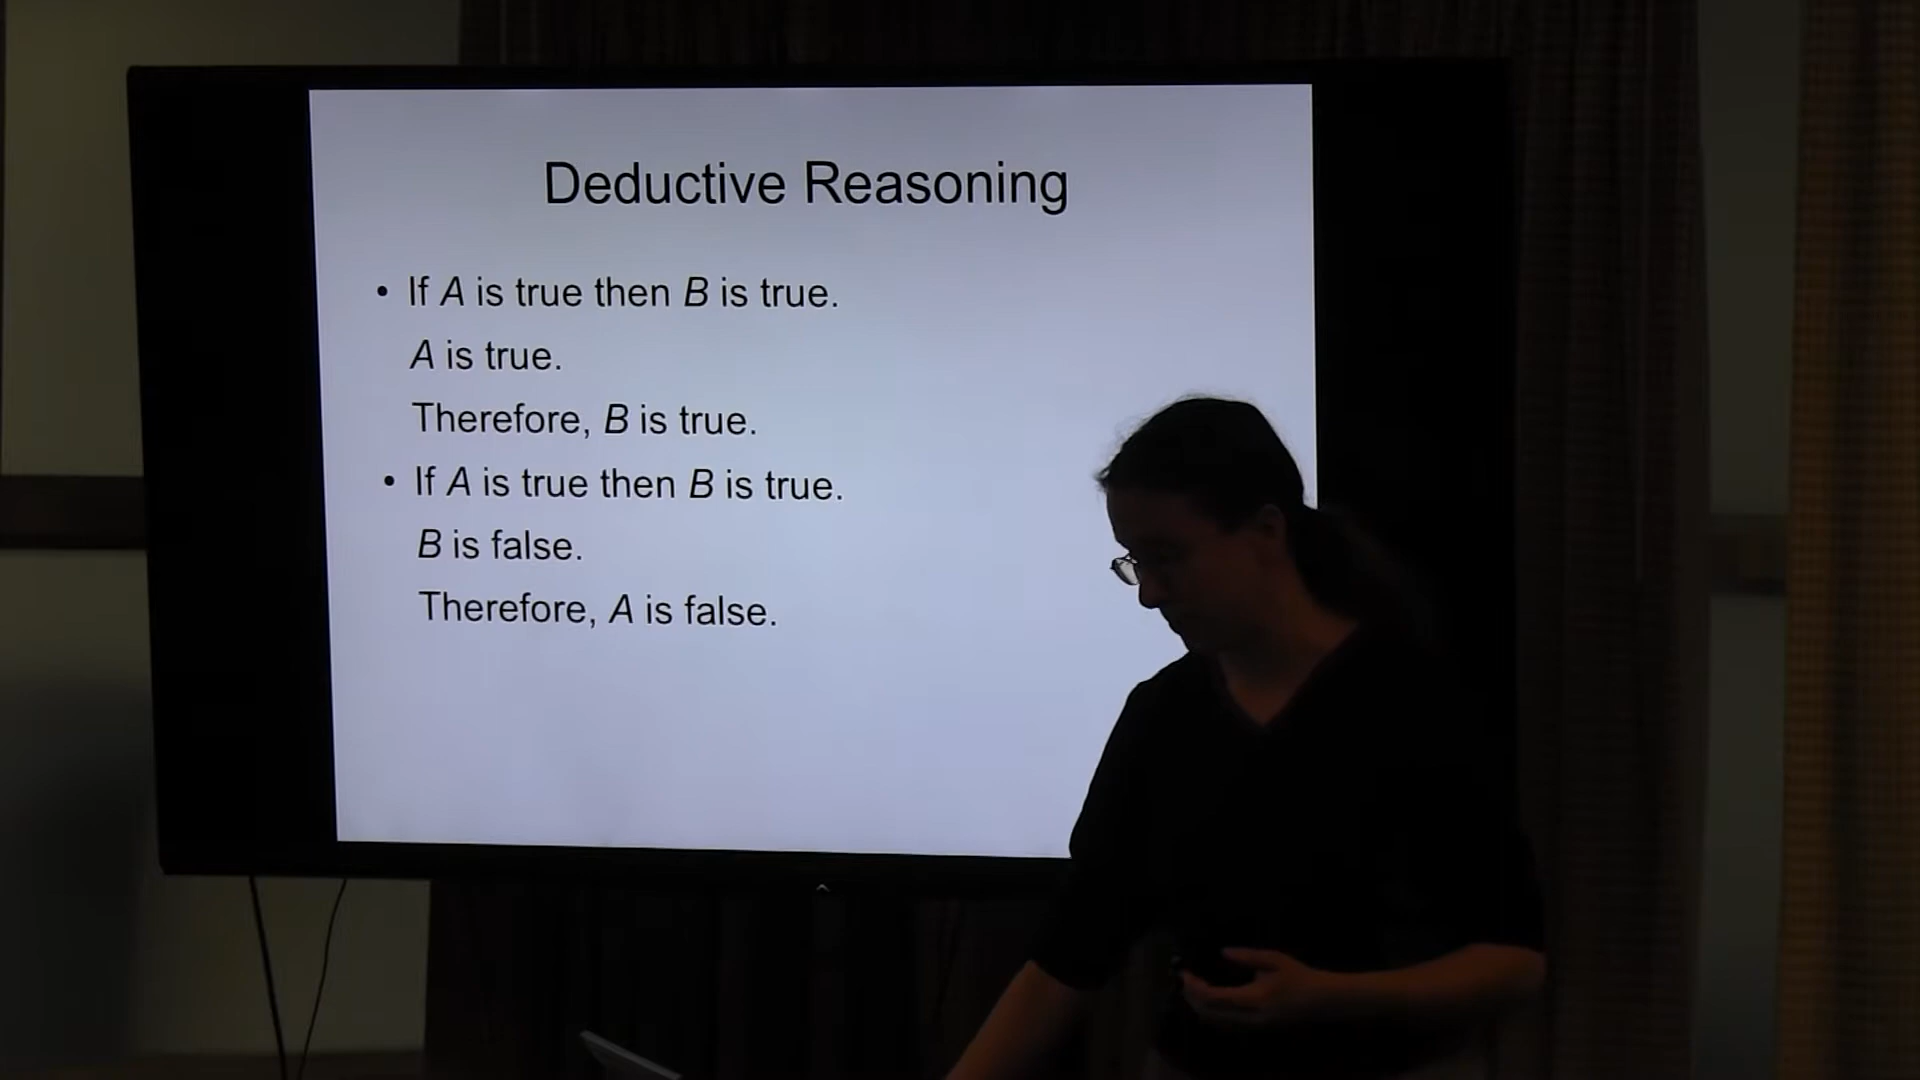 Deductive Reasoning
• If A is true then B is true.
A is true.
Therefore, B is true.
• If A is true then B is true.
B is false.
Therefore, A is false.